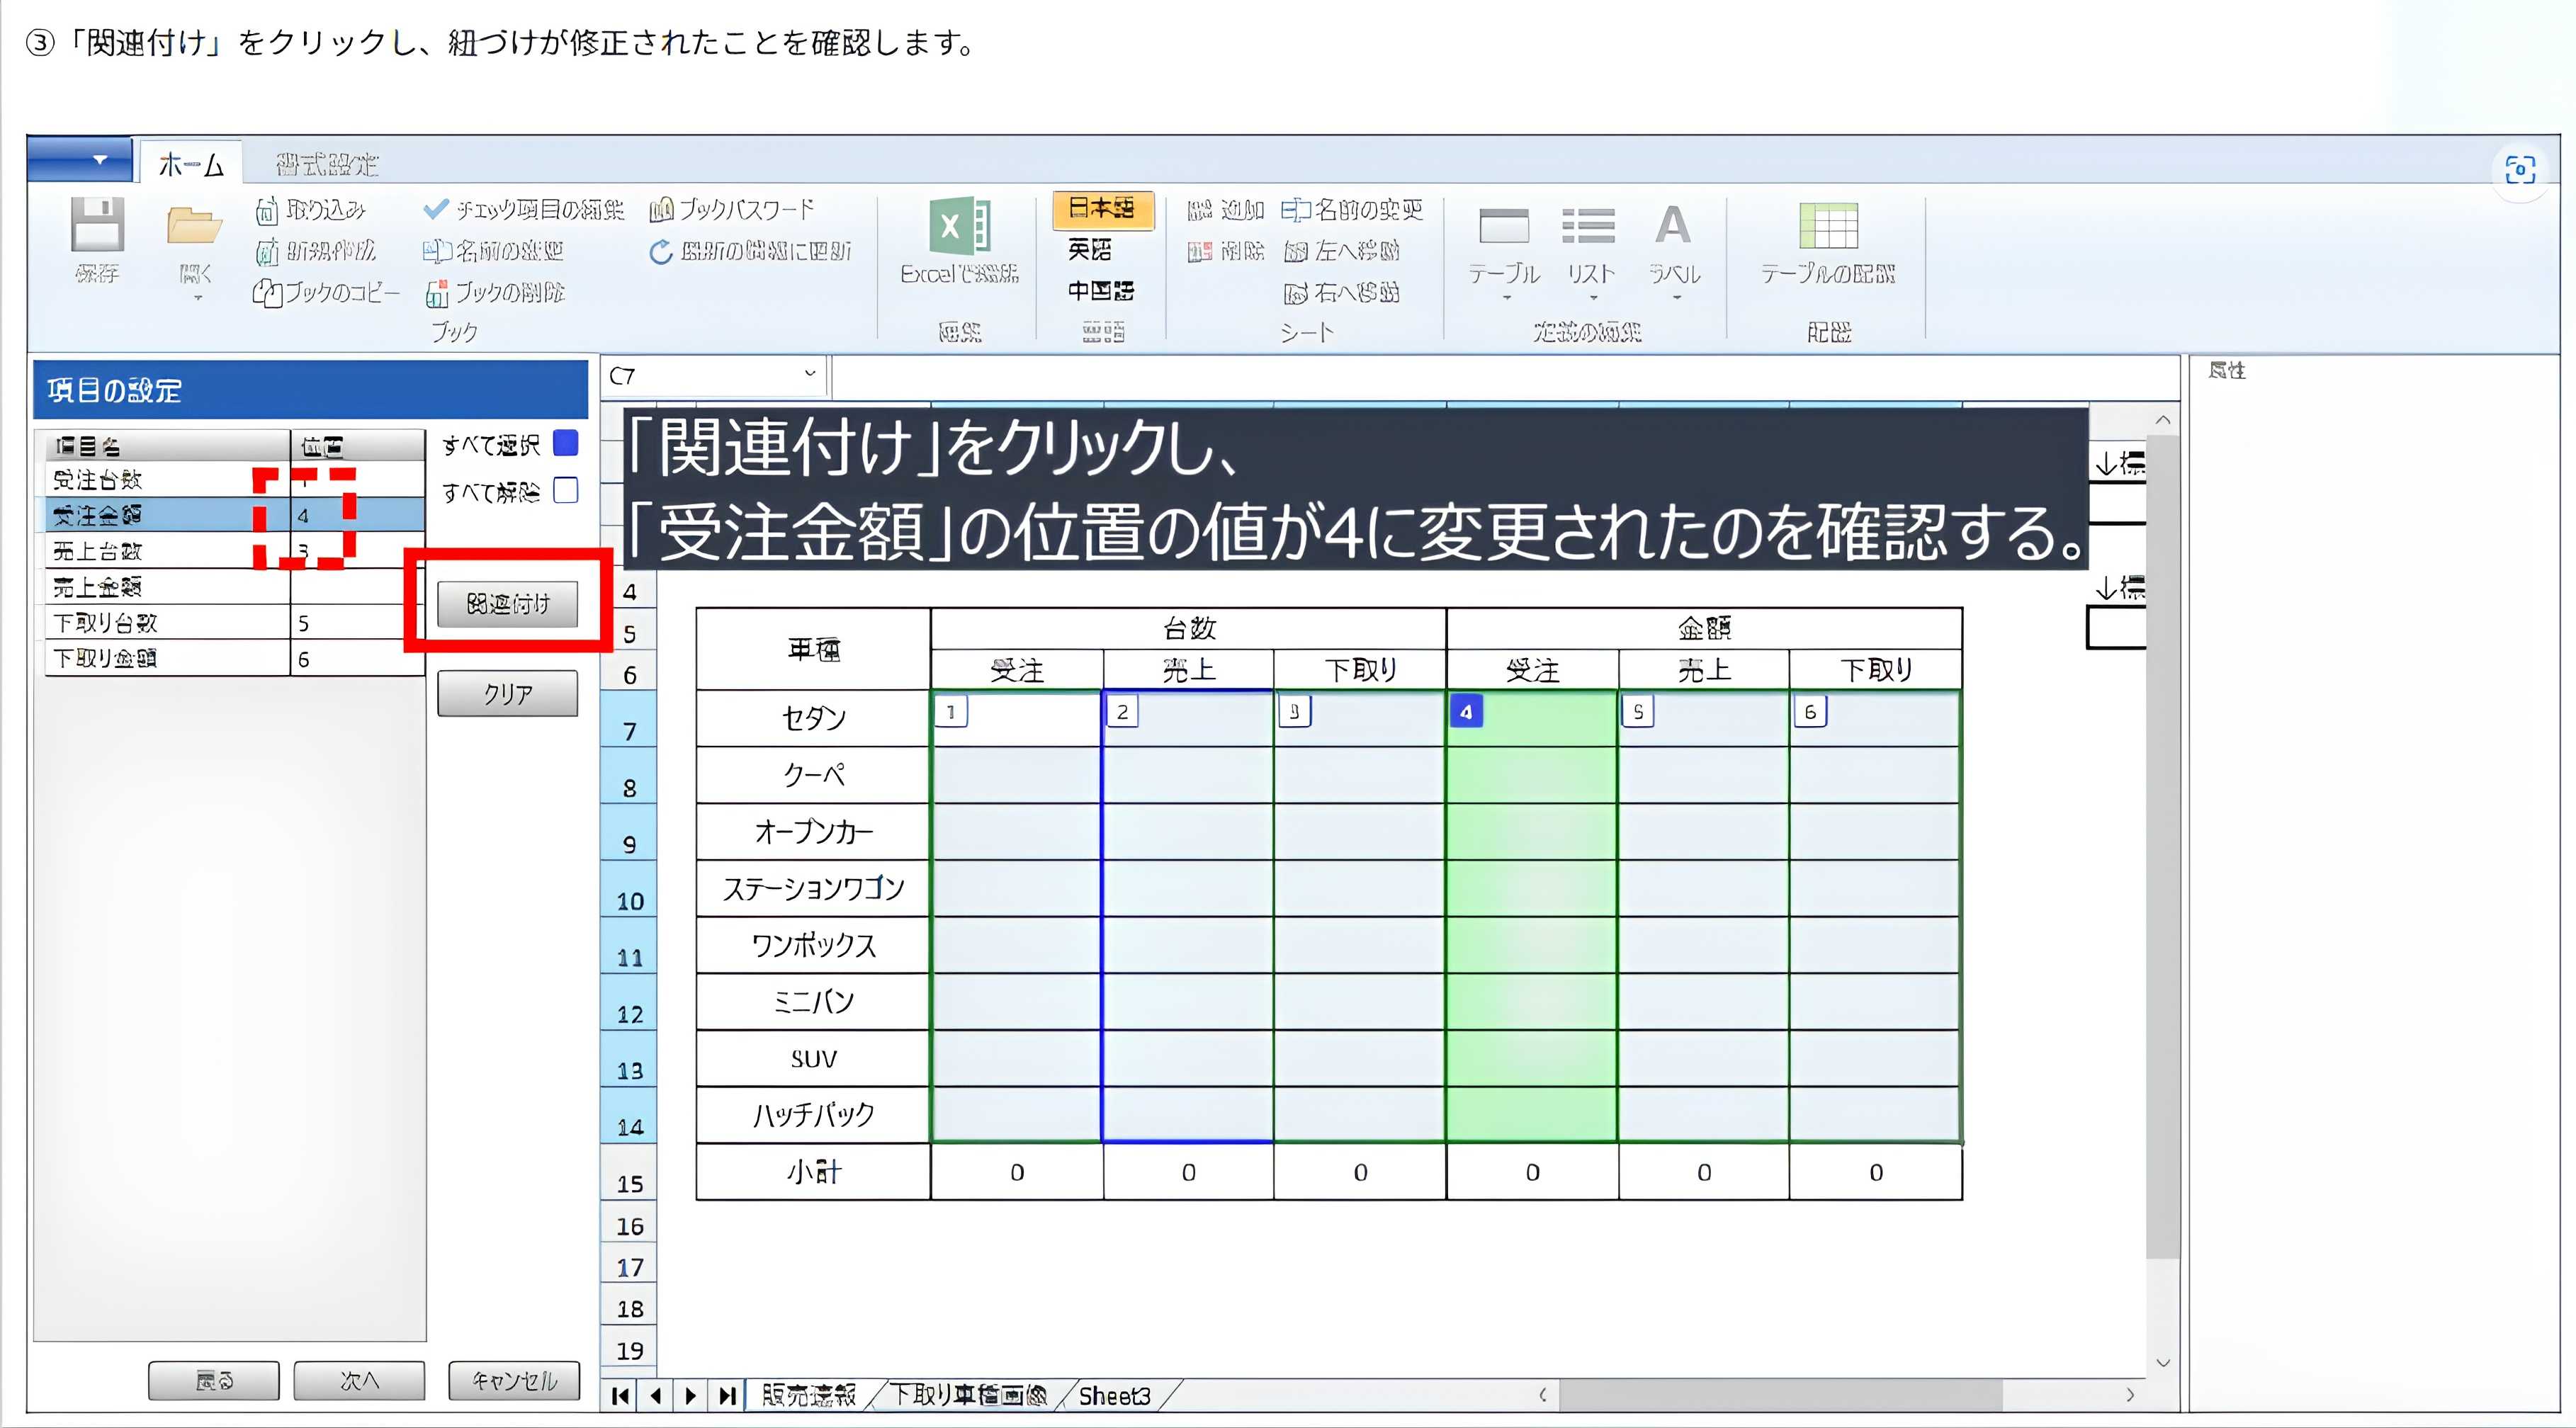 ③「関連付け」をクリックし、紐づけが修正されたことを確認します。
ホーム 書式設定
保存 開く 取り込み チェック項目の編集 ブックパスワード
新規作成 名前の変更 最新の情報に更新
ブックのコピー ブックの削除
Excelで編集
日本語
英語
中国語
追加 名前の変更
削除 左へ移動
右へ移動
テーブル リスト ラベル テーブルの配置
ブック 編集 言語 シート 定義の編集 配置
項目の設定
C7
属性
項目名 位置
受注台数 1
受注金額 4
売上台数 3
売上金額
下取り台数 5
下取り金額 6
すべて選択
すべて解除
関連付け
クリア
「関連付け」をクリックし、
「受注金額」の位置の値が4に変更されたのを確認する。
4
5 車種 台数 金額
6 受注 売上 下取り 受注 売上 下取り
7 セダン 1 2 3 4 5 6
8 クーペ
9 オープンカー
10 ステーションワゴン
11 ワンボックス
12 ミニバン
13 SUV
14 ハッチバック
15 小計 0 0 0 0 0 0
16
17
18
19
戻る 次へ キャンセル
販売速報 下取り車種画像 Sheet3